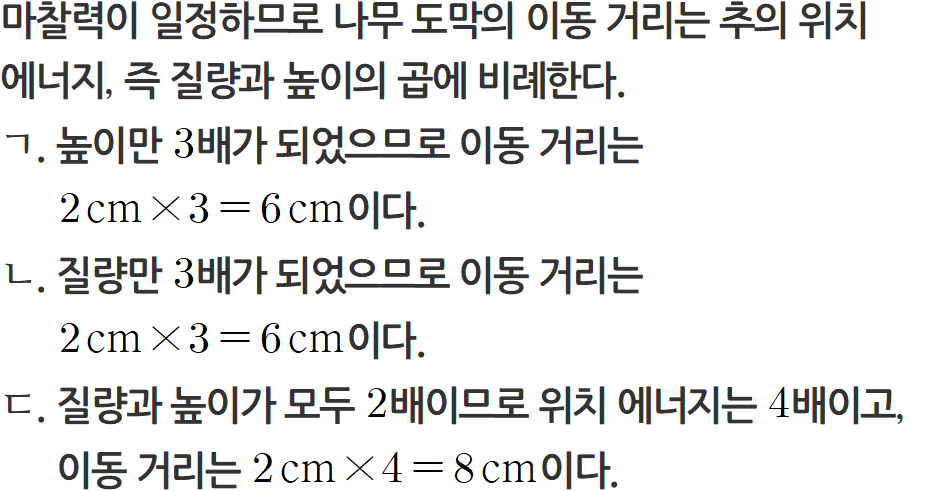 마찰력이 일정하므로 나무 도막의 이동 거리는 추의 위치
에너지, 즉 질량과 높이의 곱에 비례한다.
ㄱ. 높이만 3배가 되었으므로 이동 거리는
2cm×3=6cm이다.
ㄴ. 질량만 3배가 되었으므로 이동 거리는
2cm×3=6cm이다.
ㄷ. 질량과 높이가 모두 2배이므로 위치 에너지는 4배이고,
이동 거리는 2cm×4=8cm이다.